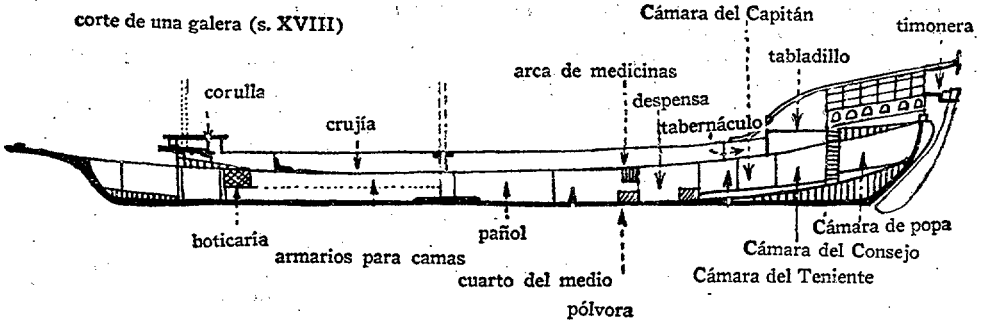 corte de una galera (s. XVIII)
Cámara del Capitán
timonera
tabladillo
arca de medicinas
corulla
despensa
crujía
tabernáculo
boticaría
armarios para camas
pañol
cuarto del medio
pólvora
Cámara de popa
Cámara del Consejo
Cámara del Teniente